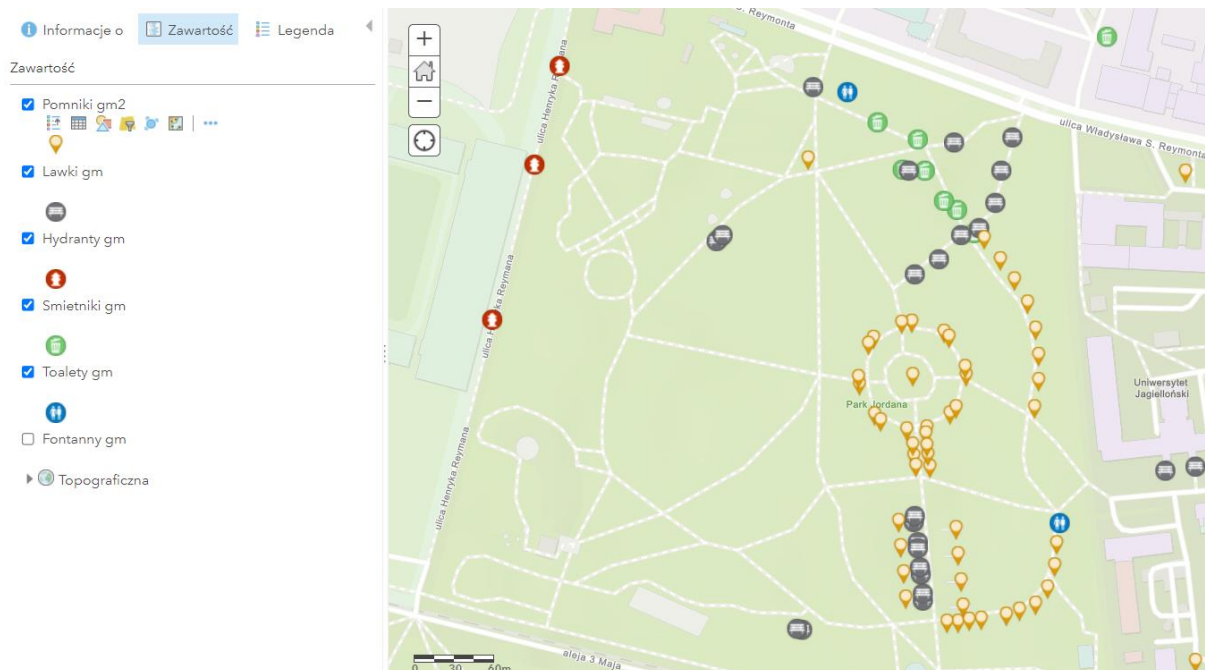 Informacje o
Zawartość
Legenda
Zawartość
Pomniki gm2
Lawki gm
Hydranty gm
Smietniki gm
Toalety gm
Fontanny gm
Topograficzna
S. Reymonta
ulica Henryka Reymana
ulica Władysława S. Reymonta
ulica Henryka Reymana
Uniwersytet
Jagielloński
Park Jordana
ulica Henryka Reymana
aleja 3 Maja
0 30 60m